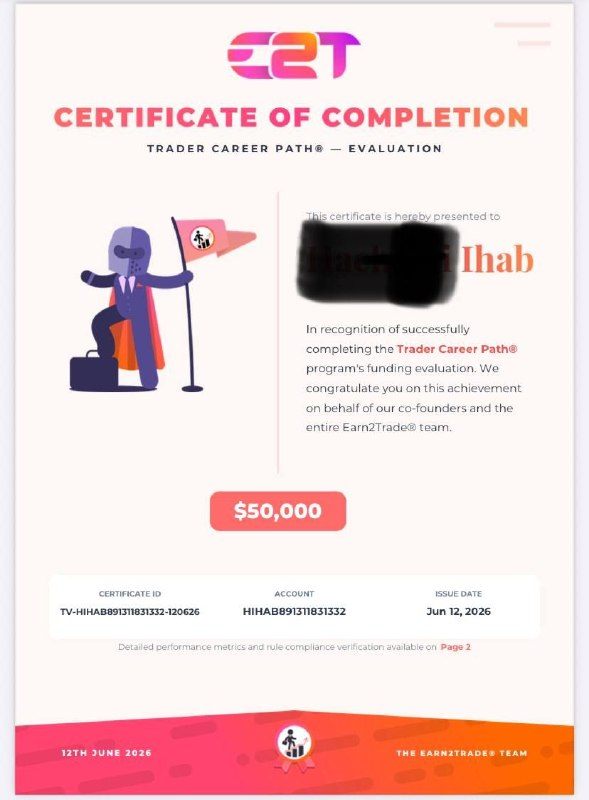 E2T
CERTIFICATE OF COMPLETION
TRADER CAREER PATH® — EVALUATION
This certificate is hereby presented to
Ihab
In recognition of successfully
completing the Trader Career Path®
program's funding evaluation. We
congratulate you on this achievement
on behalf of our co-founders and the
entire Earn2Trade® team.
$50,000
CERTIFICATE ID
TV-HIHAB891311831332-120626
ACCOUNT
HIHAB891311831332
ISSUE DATE
Jun 12, 2026
Detailed performance metrics and rule compliance verification available on Page 2
12TH JUNE 2026
THE EARN2TRADE® TEAM